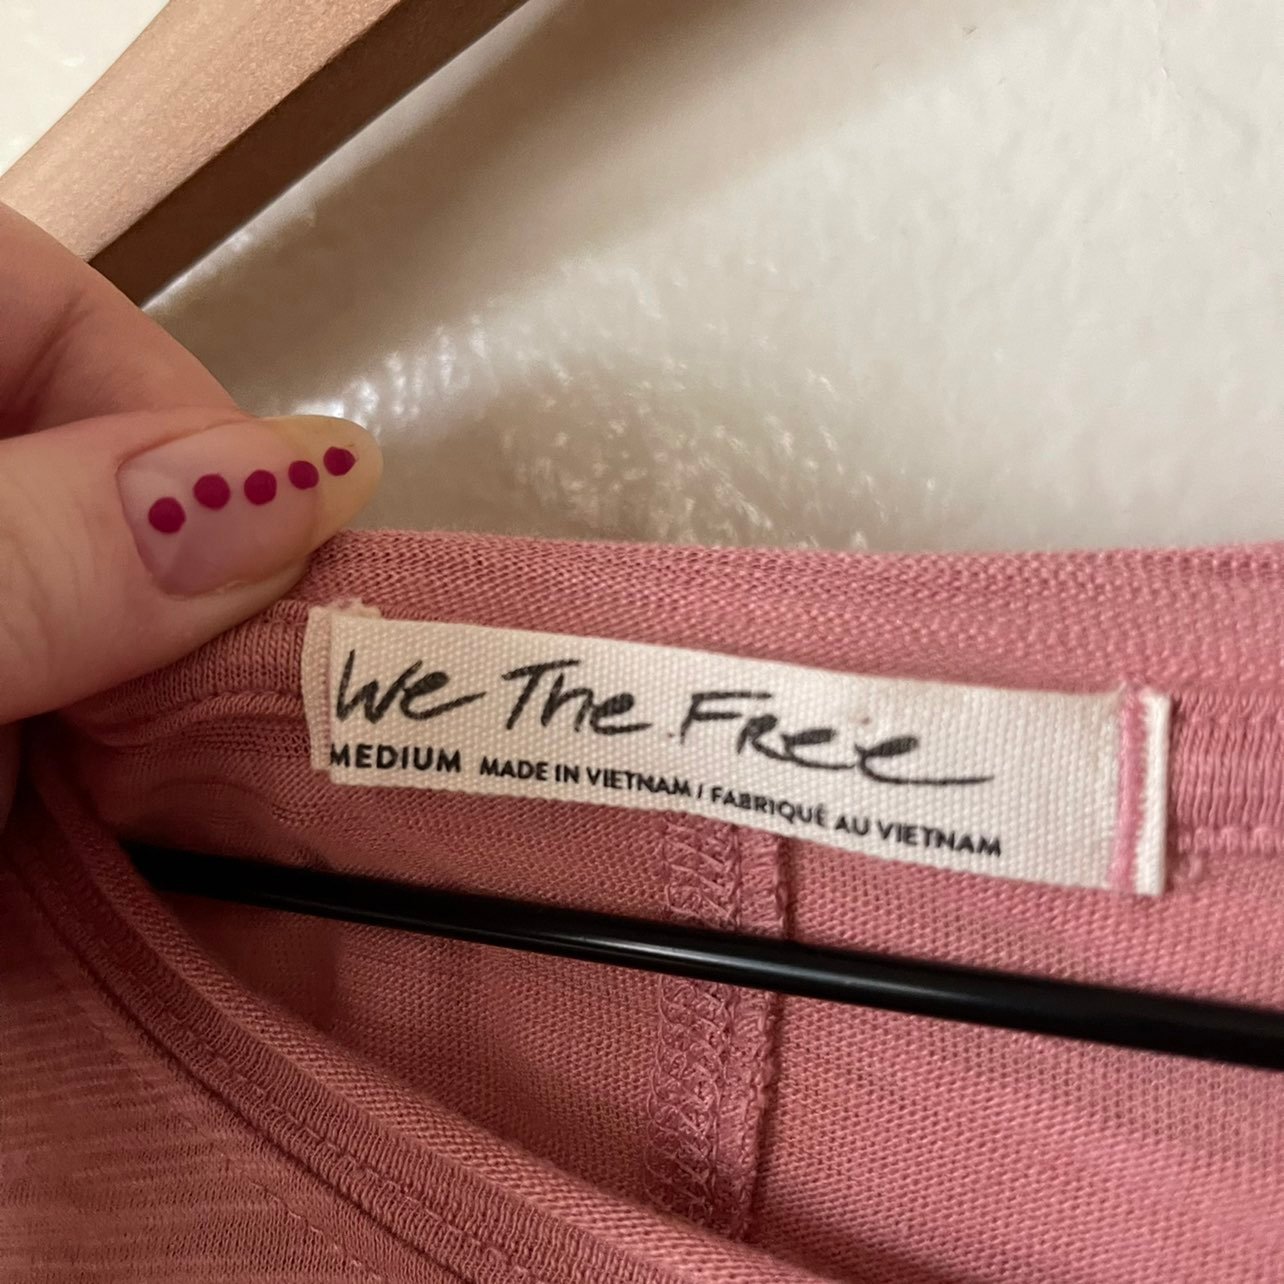 We The Free
MEDIUM MADE IN VIETNAM / FABRIQUÉ AU VIETNAM